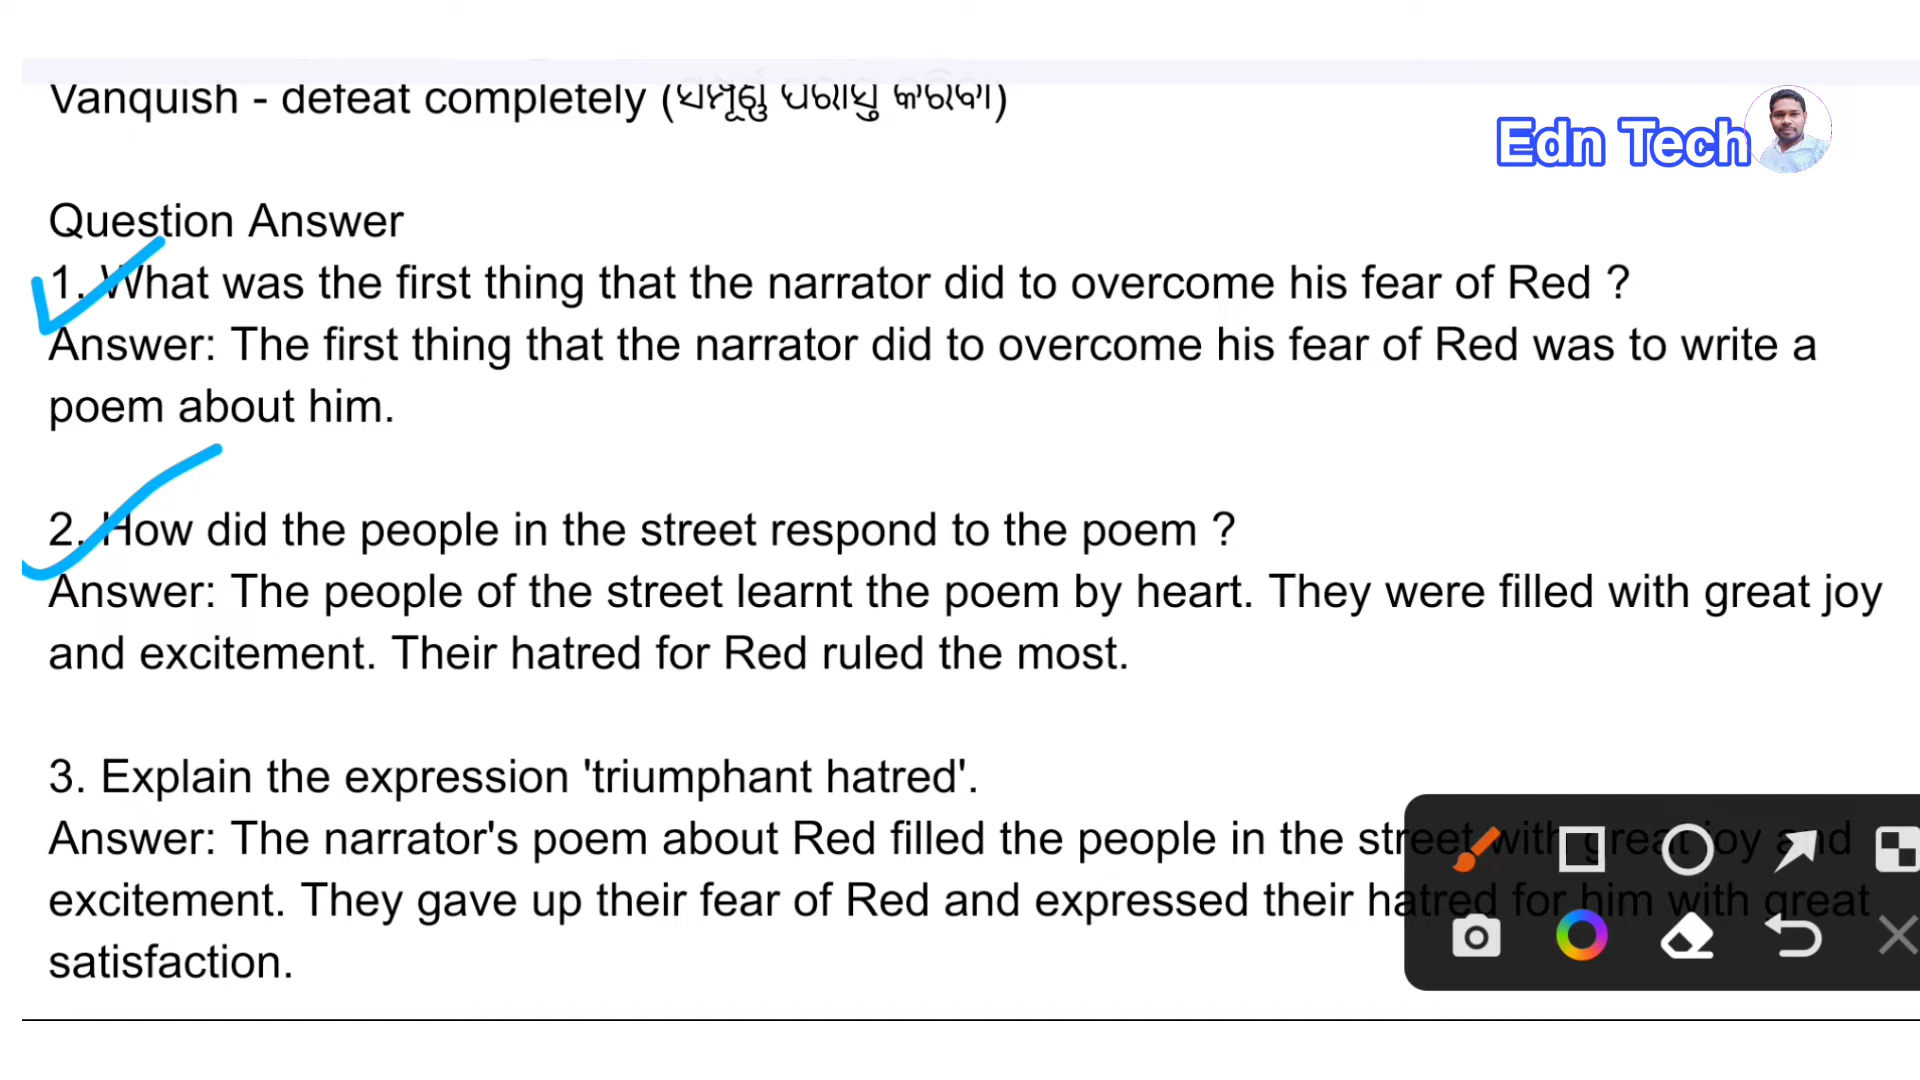 Vanquish - defeat completely (ସମ୍ପୂର୍ଣ୍ଣ ପରାସ୍ତ କରିବା)
Edn Tech
Question Answer
1. What was the first thing that the narrator did to overcome his fear of Red ?
Answer: The first thing that the narrator did to overcome his fear of Red was to write a
poem about him.
2. How did the people in the street respond to the poem ?
Answer: The people of the street learnt the poem by heart. They were filled with great joy
and excitement. Their hatred for Red ruled the most.
3. Explain the expression 'triumphant hatred'.
Answer: The narrator's poem about Red filled the people in the street with great joy and
excitement. They gave up their fear of Red and expressed their hatred for him with great
satisfaction.